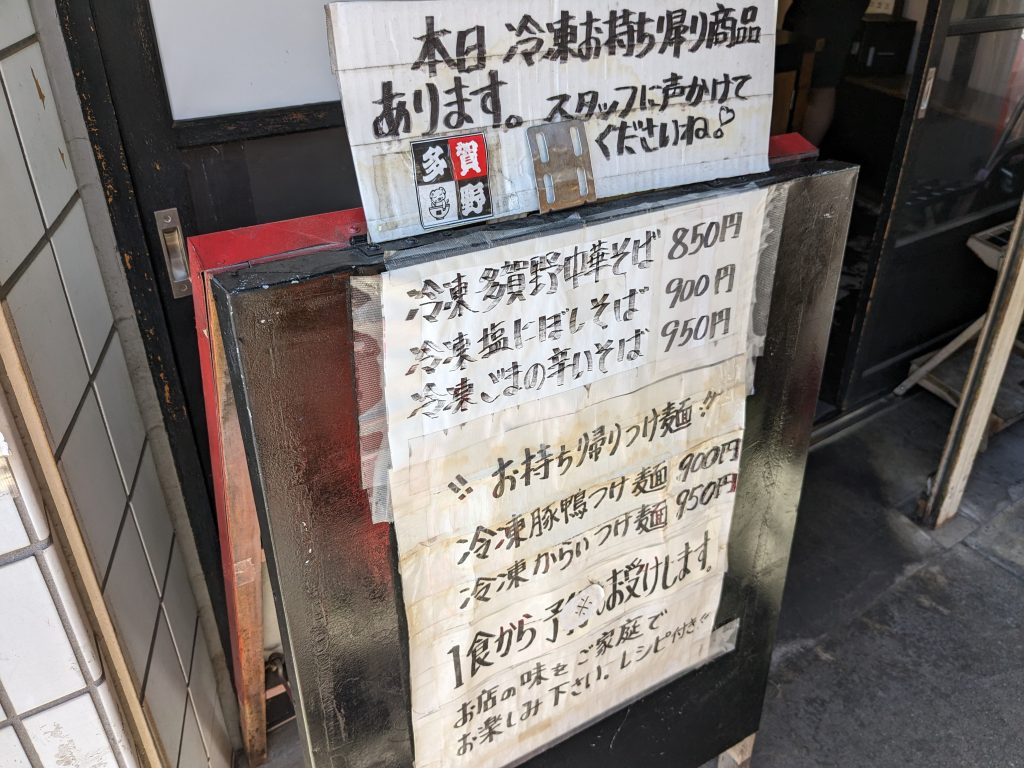 本日 冷凍お持ち帰り商品
あります。スタッフに声かけて
くださいね。
多賀
野
冷凍 多賀野中華そば 850円
冷凍 塩にぼしそば 900円
冷凍 ごまの辛いそば 950円
お持ち帰りつけ麺
冷凍豚鴨つけ麺 900円
冷凍からいつけ麺 950円
1食から お受けします。
お店の味をご家庭で
お楽しみ下さい。レシピ付き